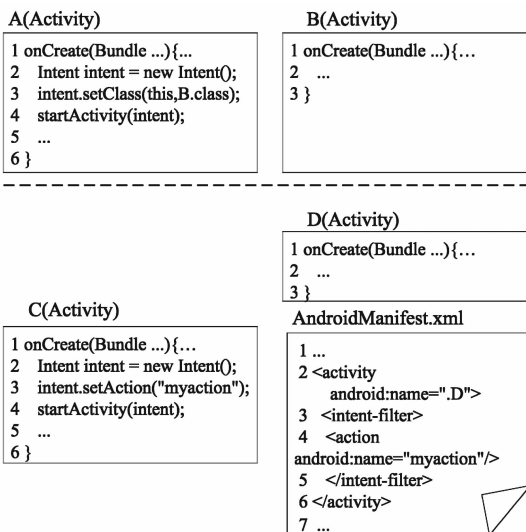 A(Activity)
1 onCreate(Bundle ...){...
2 Intent intent = new Intent();
3 intent.setClass(this,B.class);
4 startActivity(intent);
5 ...
6 }
B(Activity)
1 onCreate(Bundle ...){...
2 ...
3 }
C(Activity)
1 onCreate(Bundle ...){...
2 Intent intent = new Intent();
3 intent.setAction("myaction");
4 startActivity(intent);
5 ...
6 }
D(Activity)
1 onCreate(Bundle ...){...
2 ...
3 }
AndroidManifest.xml
1 ...
2 <activity
android:name=".D">
3 <intent-filter>
4 <action
android:name="myaction"/>
5 </intent-filter>
6 </activity>
7 ...